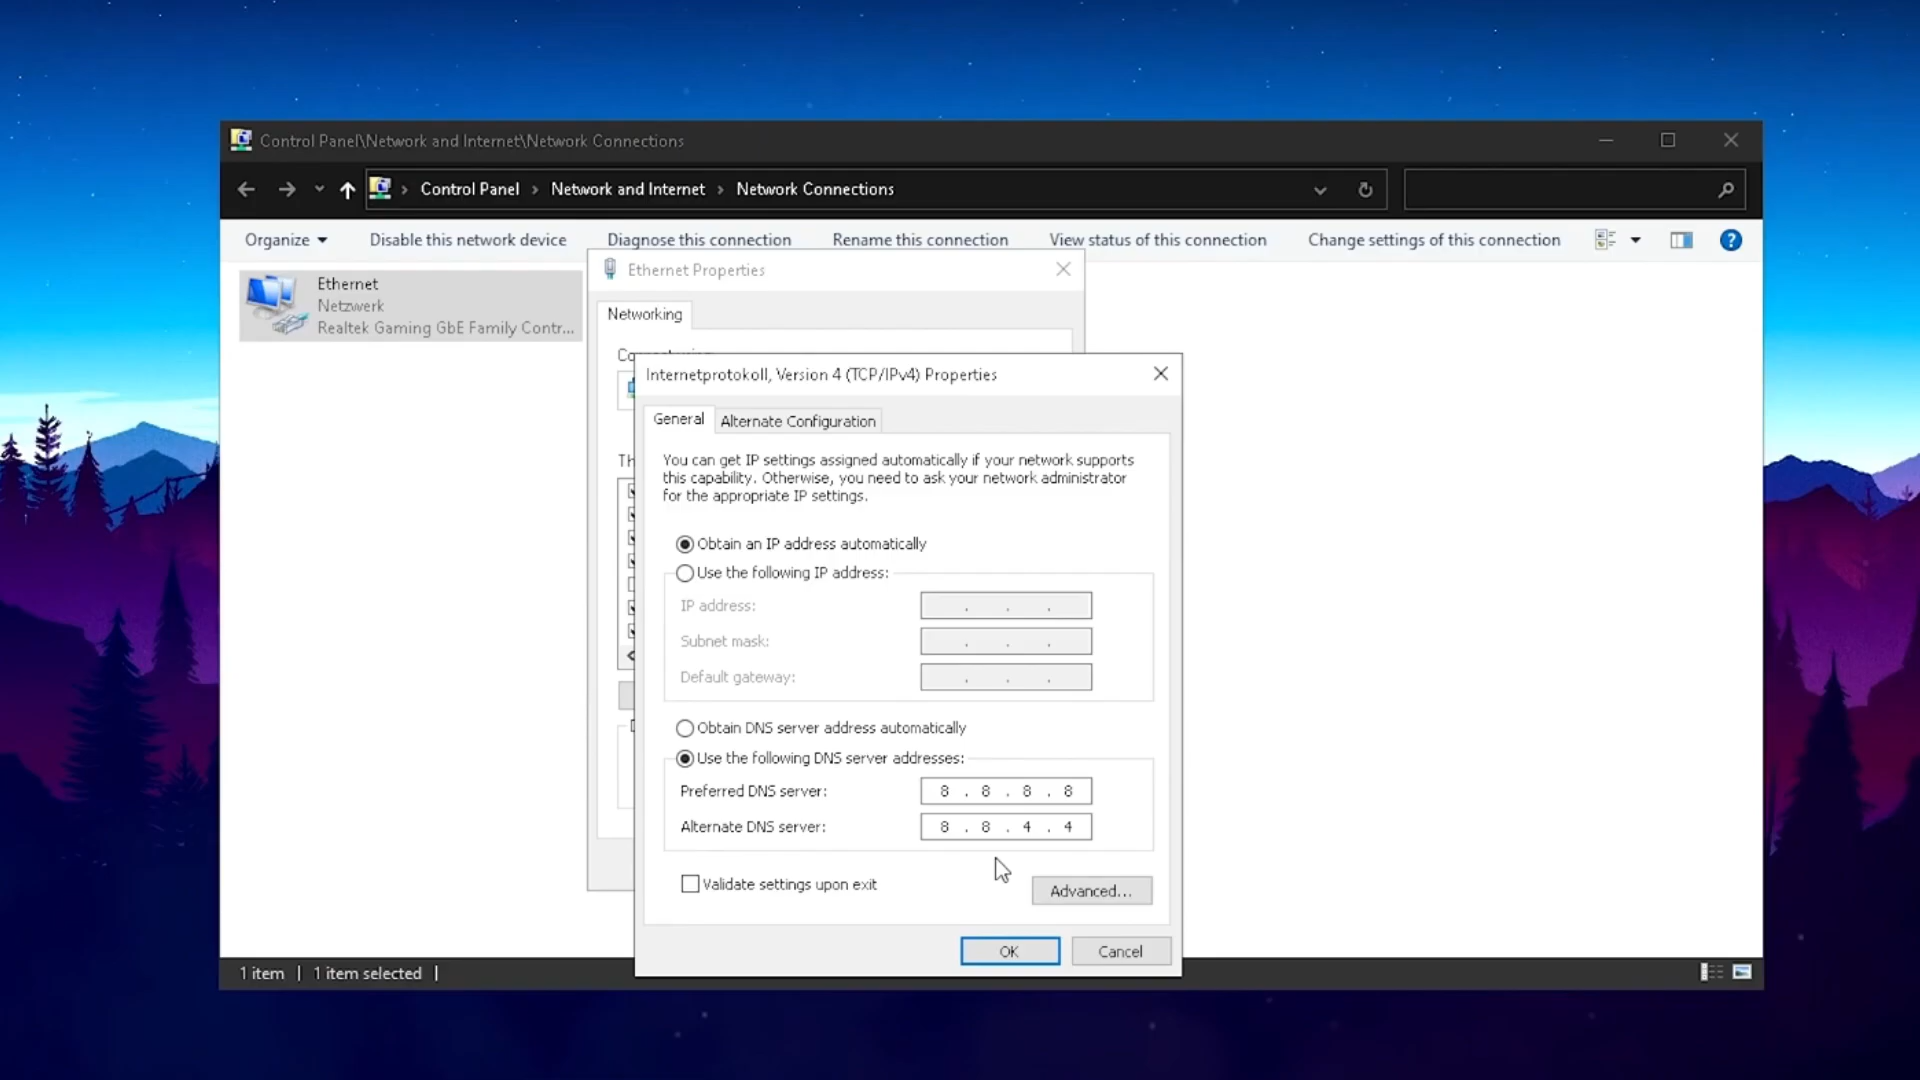 Control Panel\Network and Internet\Network Connections
Control Panel > Network and Internet > Network Connections
Organize
Disable this network device
Diagnose this connection
Rename this connection
View status of this connection
Change settings of this connection
?
Ethernet
Netzwerk
Realtek Gaming GbE Family Contr...
Ethernet Properties
Networking
Internetprotokoll, Version 4 (TCP/IPv4) Properties
General
Alternate Configuration
You can get IP settings assigned automatically if your network supports
this capability. Otherwise, you need to ask your network administrator
for the appropriate IP settings.
Obtain an IP address automatically
Use the following IP address:
IP address: . . .
Subnet mask: . . .
Default gateway: . . .
Obtain DNS server address automatically
Use the following DNS server addresses:
Preferred DNS server: 8 . 8 . 8 . 8
Alternate DNS server: 8 . 8 . 4 . 4
Validate settings upon exit
Advanced...
OK
Cancel
1 item
1 item selected